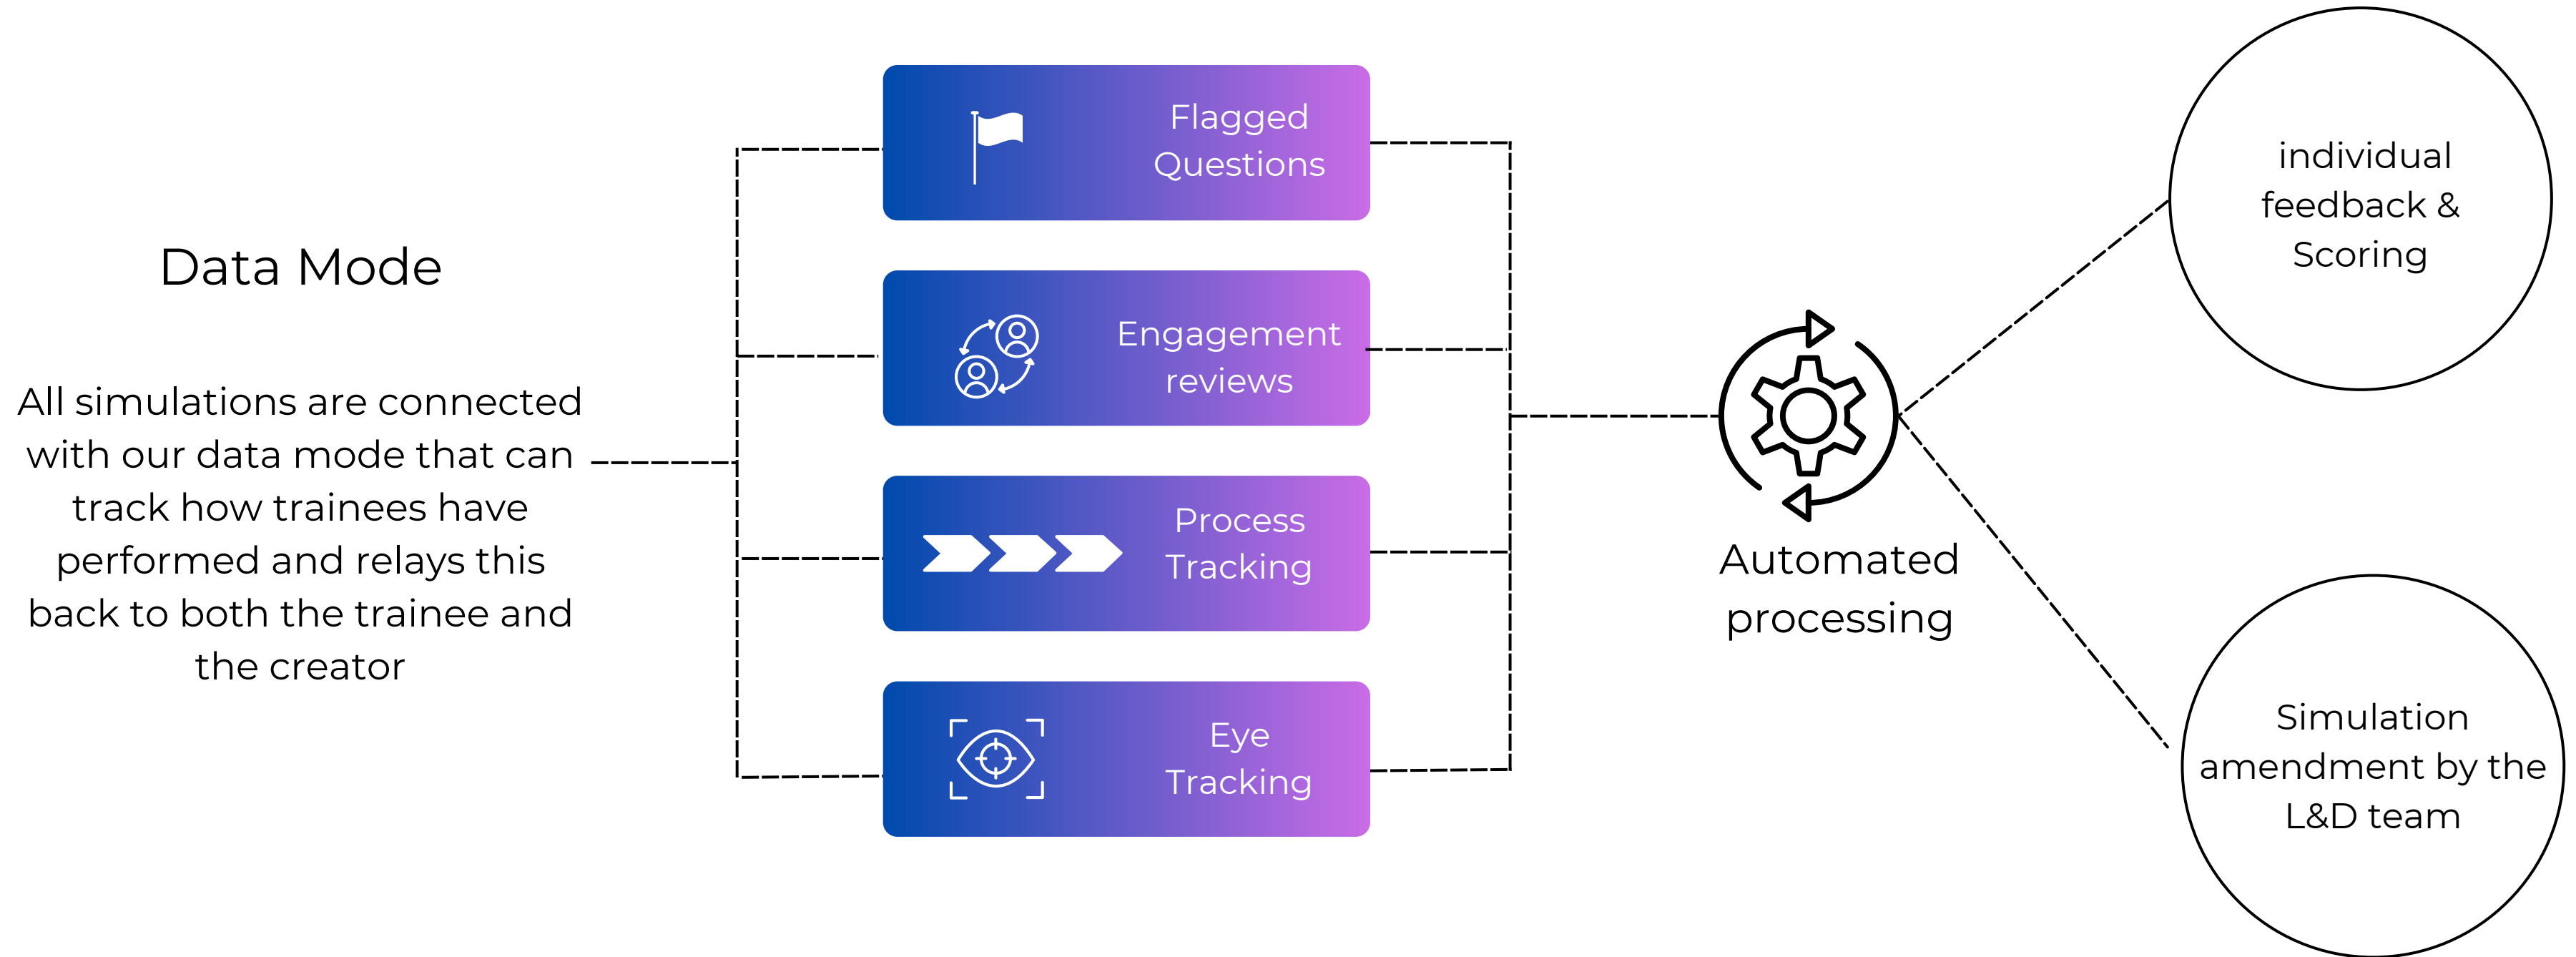 Data Mode
All simulations are connected
with our data mode that can
track how trainees have
performed and relays this
back to both the trainee and
the creator
Flagged
Questions
Engagement
reviews
Process
Tracking
Eye
Tracking
Automated
processing
individual
feedback &
Scoring
Simulation
amendment by the
L&D team